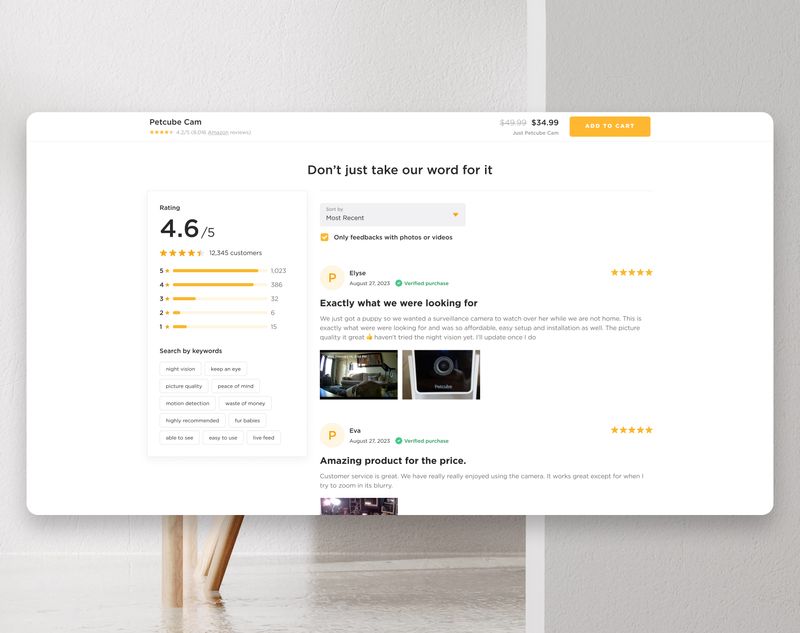 Petcube Cam
4.2/5 (6,016 Amazon reviews)
$49.99 $34.99
Just Petcube Cam
ADD TO CART
Don't just take our word for it
Rating
4.6/5
12,345 customers
5 1,023
4 386
3 32
2 6
1 15
Search by keywords
night vision keep an eye
picture quality peace of mind
motion detection waste of money
highly recommended fur babies
able to see easy to use live feed
Sort by
Most Recent
Only feedbacks with photos or videos
P
Elyse
August 27, 2023 Verified purchase
Exactly what we were looking for
We just got a puppy so we wanted a surveillance camera to watch over her while we are not home. This is
exactly what were were looking for and was so affordable, easy setup and installation as well. The picture
quality it great 👍 haven't tried the night vision yet. I'll update once I do
Petcube
P
Eva
August 27, 2023 Verified purchase
Amazing product for the price.
Customer service is great. We have really really enjoyed using the camera. It works great except for when I
try to zoom in its blurry.